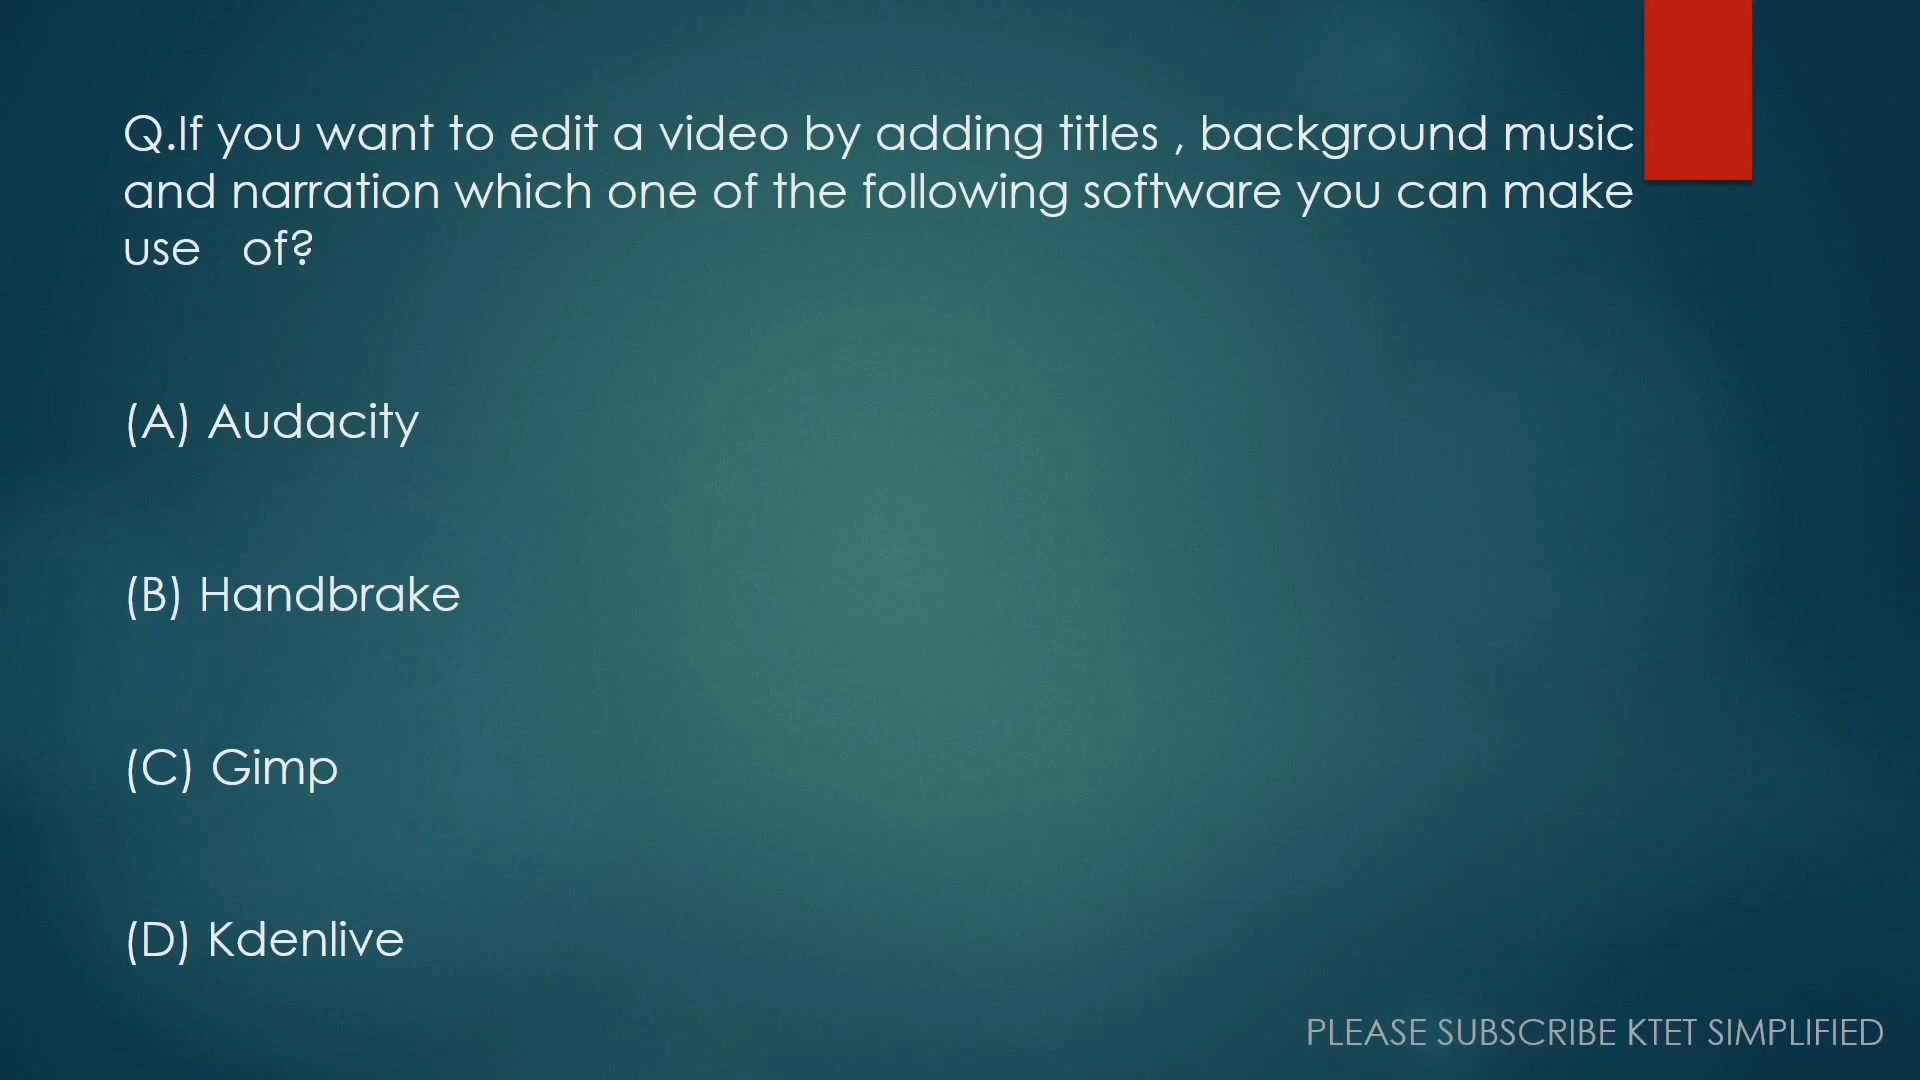 Q.If you want to edit a video by adding titles , background music
and narration which one of the following software you can make
use of?
(A) Audacity
(B) Handbrake
(C) Gimp
(D) Kdenlive
PLEASE SUBSCRIBE KTET SIMPLIFIED